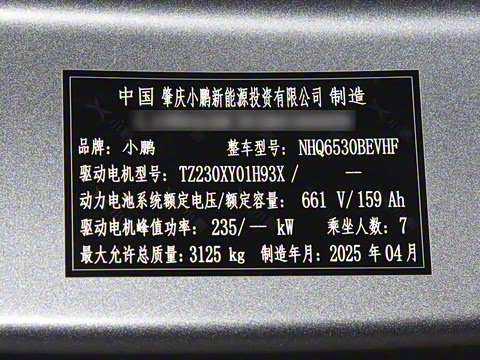 中国 肇庆小鹏新能源投资有限公司 制造
品牌：小鹏 整车型号：NHQ6530BEVHF
驱动电机型号：TZ230XY01H93X / —
动力电池系统额定电压/额定容量： 661 V/159 Ah
驱动电机峰值功率： 235/— kW 乘坐人数：7
最大允许总质量：3125 kg 制造年月：2025 年 04 月